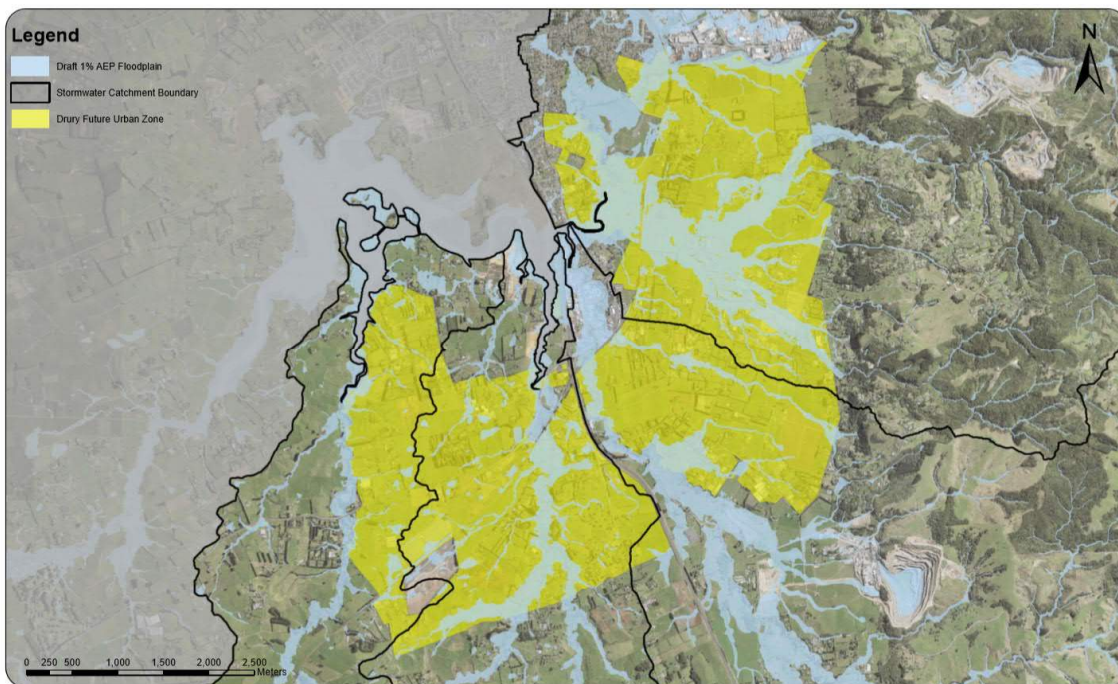 Legend
Draft 1% AEP Floodplain
Stormwater Catchment Boundary
Drury Future Urban Zone
N
0 250 500 1,000 1,500 2,000 2,500
Meters